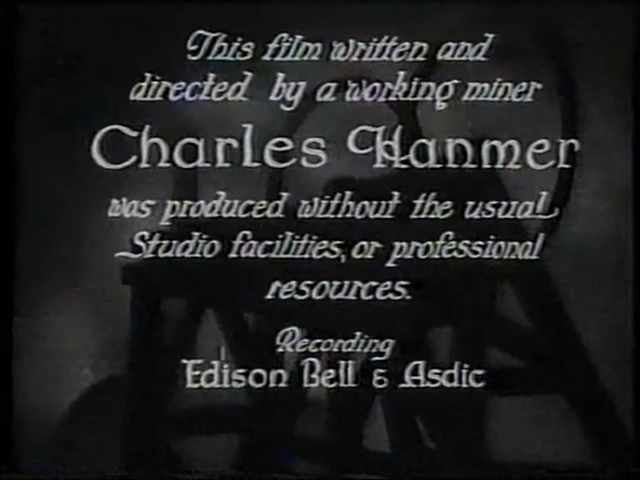 This film written and
directed by a working miner
Charles Hanmer
was produced without the usual
Studio facilities, or professional
resources.
Recording
Edison Bell & Asdic